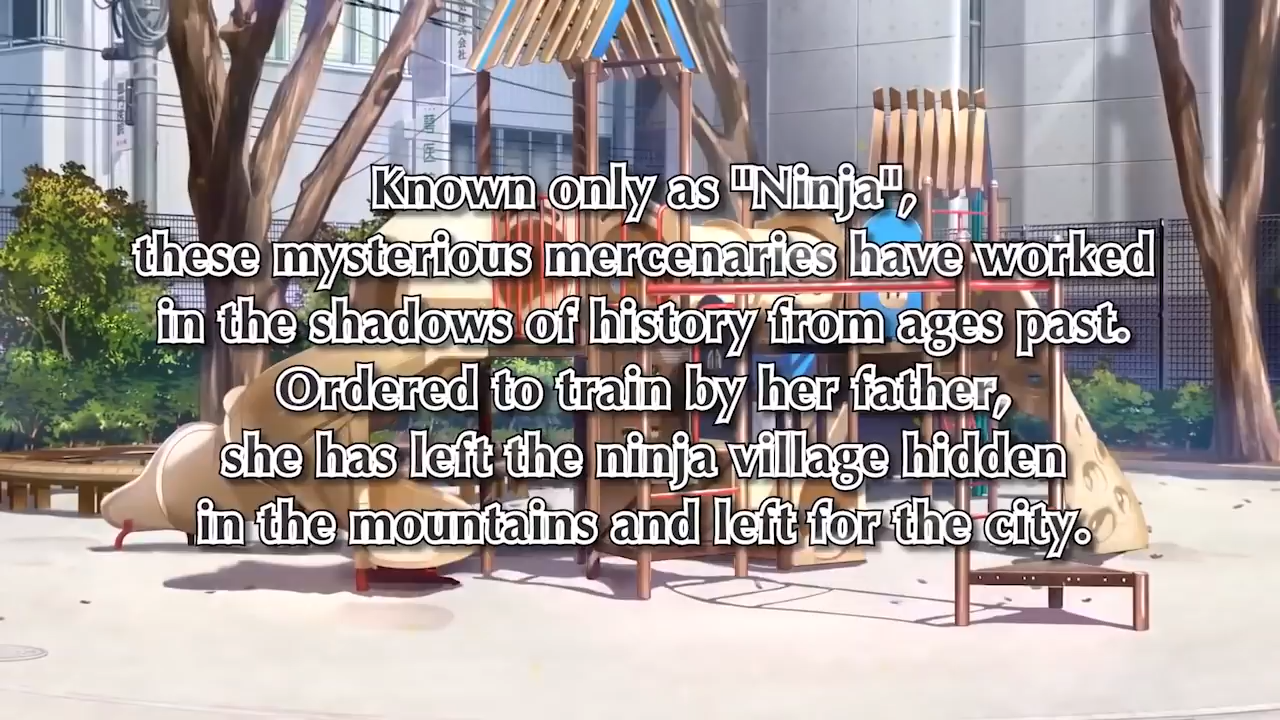 Known only as "Ninja",
these mysterious mercenaries have worked
in the shadows of history from ages past.
Ordered to train by her father,
she has left the ninja village hidden
in the mountains and left for the city.